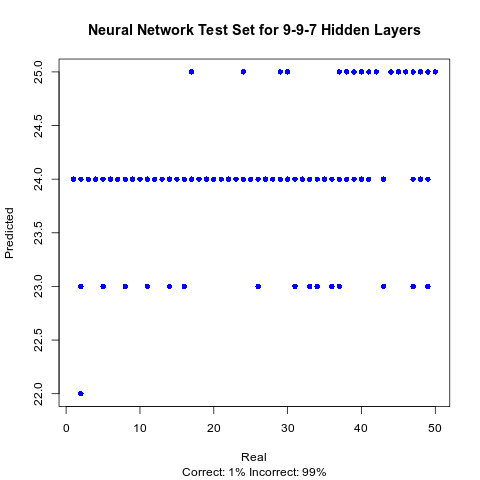 Neural Network Test Set for 9-9-7 Hidden Layers
25.0
24.5
24.0
23.5
23.0
22.5
22.0
Predicted
0 10 20 30 40 50
Real
Correct: 1% Incorrect: 99%